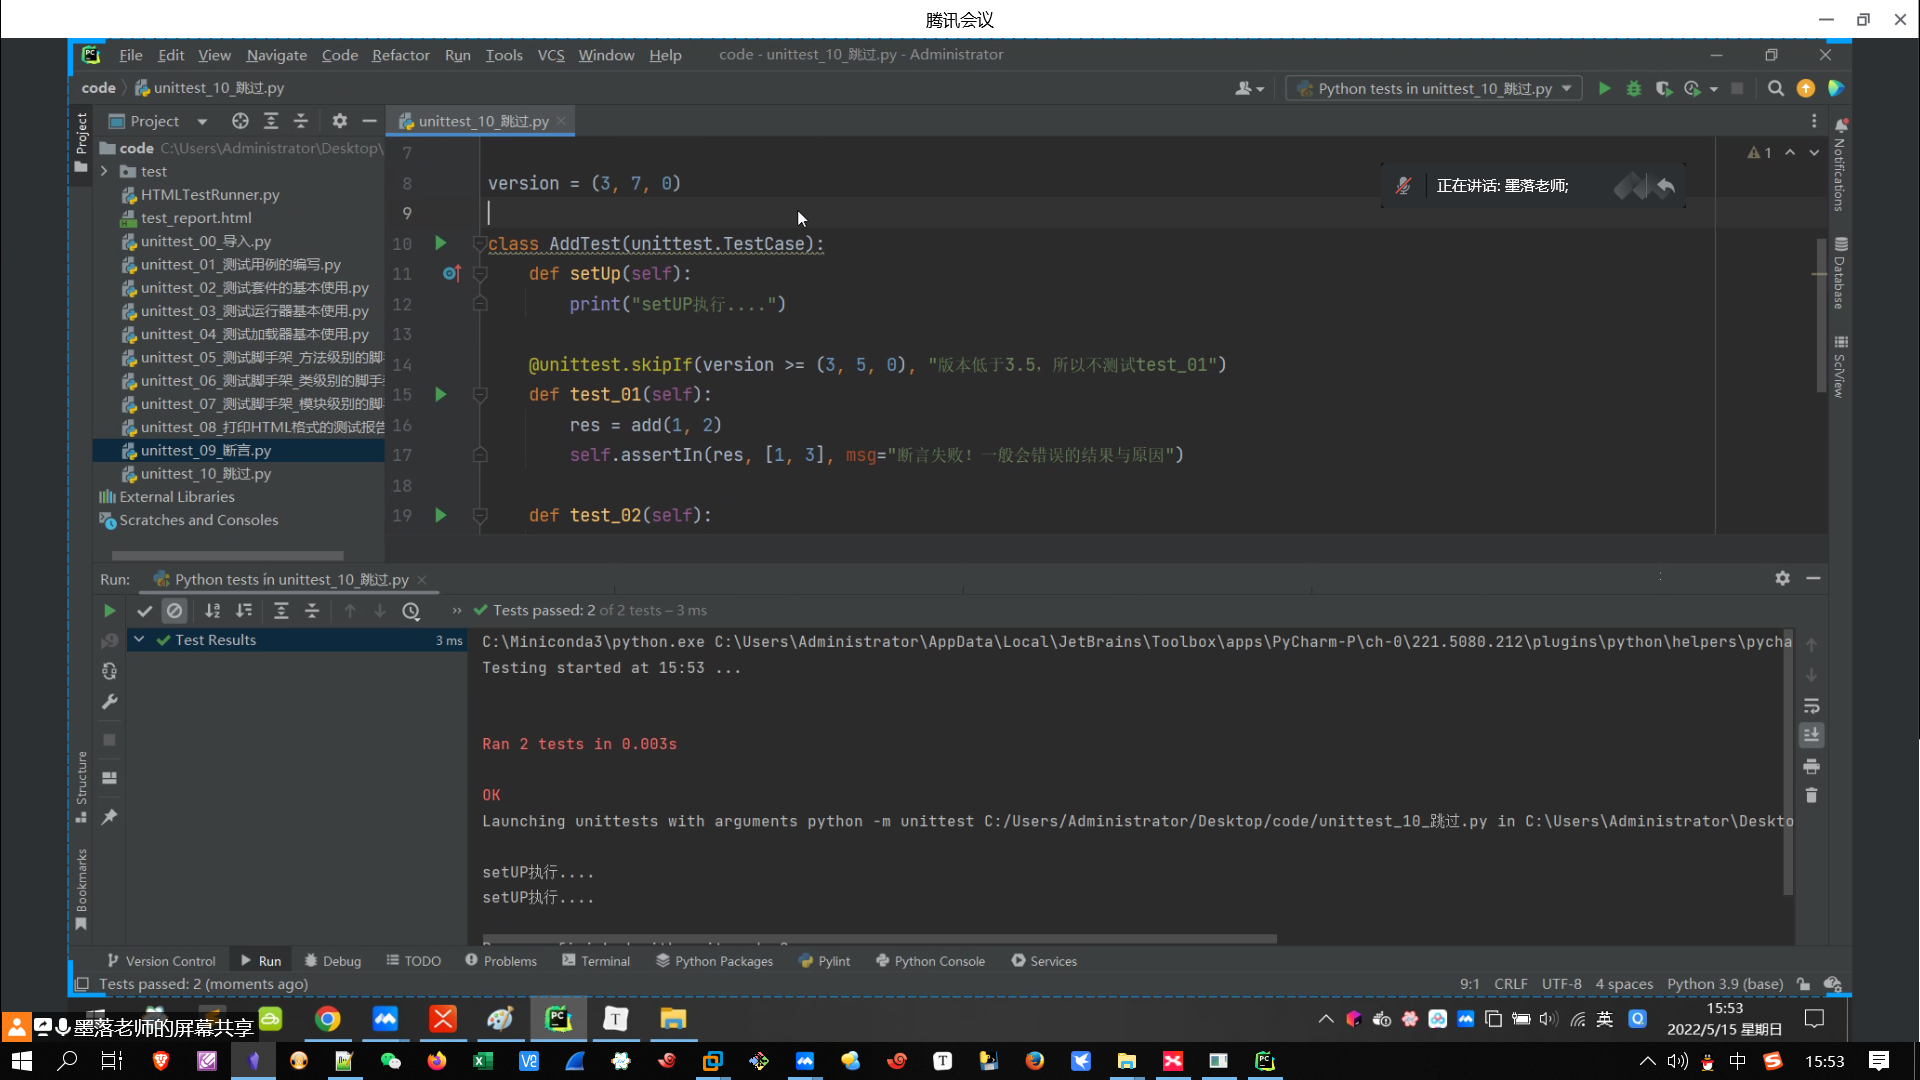 腾讯会议
File Edit View Navigate Code Refactor Run Tools VCS Window Help code - unittest_10_跳过.py - Administrator
code unittest_10_跳过.py
Python tests in unittest_10_跳过.py
Project
unittest_10_跳过.py
Project
code C:\Users\Administrator\Desktop\
test
HTMLTestRunner.py
test_report.html
unittest_00_导入.py
unittest_01_测试用例的编写.py
unittest_02_测试套件的基本使用.py
unittest_03_测试运行器基本使用.py
unittest_04_测试加载器基本使用.py
unittest_05_测试脚手架_方法级别的脚
unittest_06_测试脚手架_类级别的脚手
unittest_07_测试脚手架_模块级别的脚
unittest_08_打印HTML格式的测试报告
unittest_09_断言.py
unittest_10_跳过.py
External Libraries
Scratches and Consoles
7
8 version = (3, 7, 0)
9
10 class AddTest(unittest.TestCase):
11 def setUp(self):
12 print("setUP执行....")
13
14 @unittest.skipIf(version >= (3, 5, 0), "版本低于3.5，所以不测试test_01")
15 def test_01(self):
16 res = add(1, 2)
17 self.assertIn(res, [1, 3], msg="断言失败！一般会错误的结果与原因")
18
19 def test_02(self):
1
正在讲话: 墨落老师;
Notifications
Database
SciView
Run: Python tests in unittest_10_跳过.py
Tests passed: 2 of 2 tests – 3 ms
Test Results 3 ms
C:\Miniconda3\python.exe C:\Users\Administrator\AppData\Local\JetBrains\Toolbox\apps\PyCharm-P\ch-0\221.5080.212\plugins\python\helpers\pycha
Testing started at 15:53 ...
Ran 2 tests in 0.003s
OK
Launching unittests with arguments python -m unittest C:/Users/Administrator/Desktop/code/unittest_10_跳过.py in C:\Users\Administrator\Deskto
setUP执行....
setUP执行....
Structure
Bookmarks
Version Control Run Debug TODO Problems Terminal Python Packages Pylint Python Console Services
Tests passed: 2 (moments ago)
9:1 CRLF UTF-8 4 spaces Python 3.9 (base)
墨落老师的屏幕共享
英
15:53
2022/5/15 星期日
中
15:53